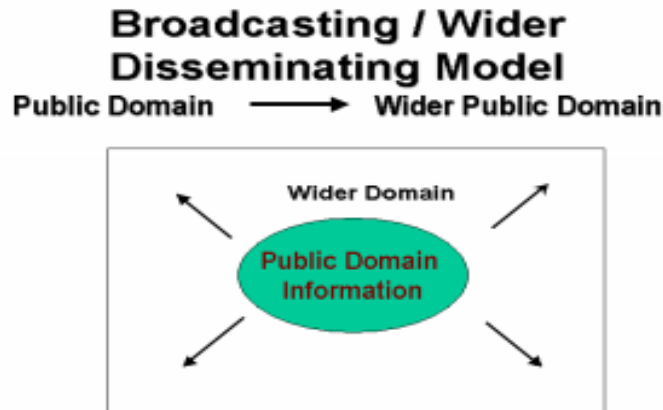 Broadcasting / Wider
Disseminating Model
Public Domain Wider Public Domain
Wider Domain
Public Domain
Information